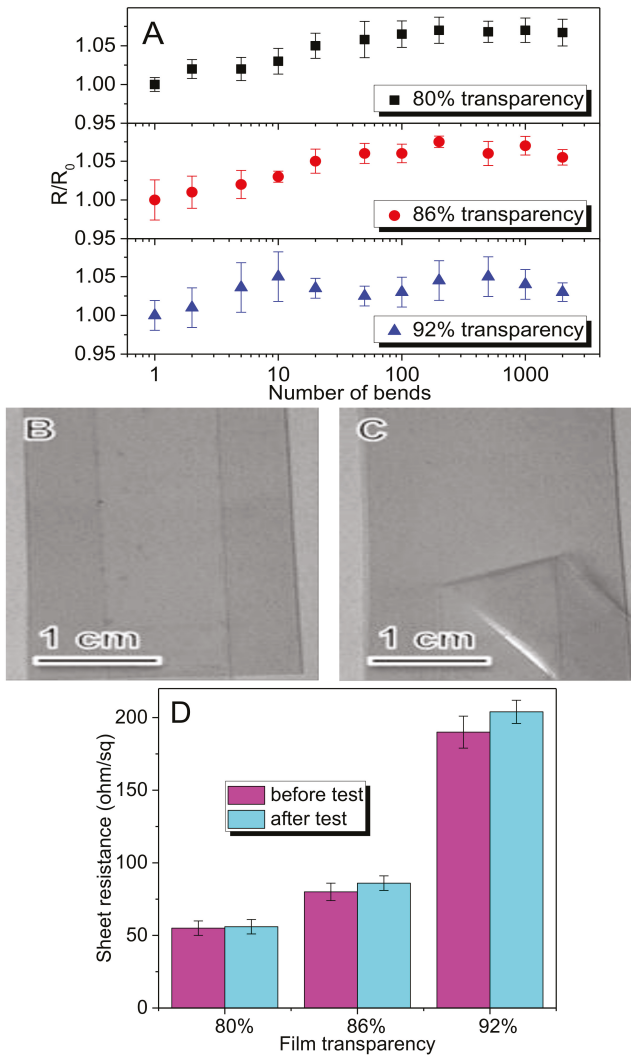 A
1.05
1.00
80% transparency
0.95
1.05
R/R0
1.00
86% transparency
0.95
1.05
1.00
92% transparency
0.95
1 10 100 1000
Number of bends
B C
1 cm 1 cm
D
200
before test
after test
150
100
50
0
Sheet resistance (ohm/sq)
80% 86% 92%
Film transparency